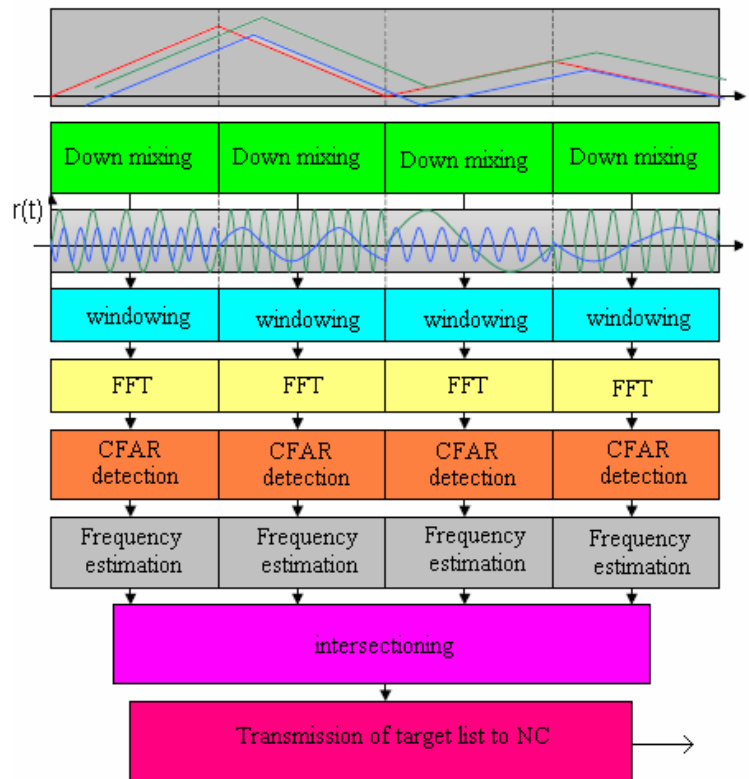 Down mixing Down mixing Down mixing Down mixing
r(t)
windowing windowing windowing windowing
FFT FFT FFT FFT
CFAR CFAR CFAR CFAR
detection detection detection detection
Frequency Frequency Frequency Frequency
estimation estimation estimation estimation
intersectioning
Transmission of target list to NC